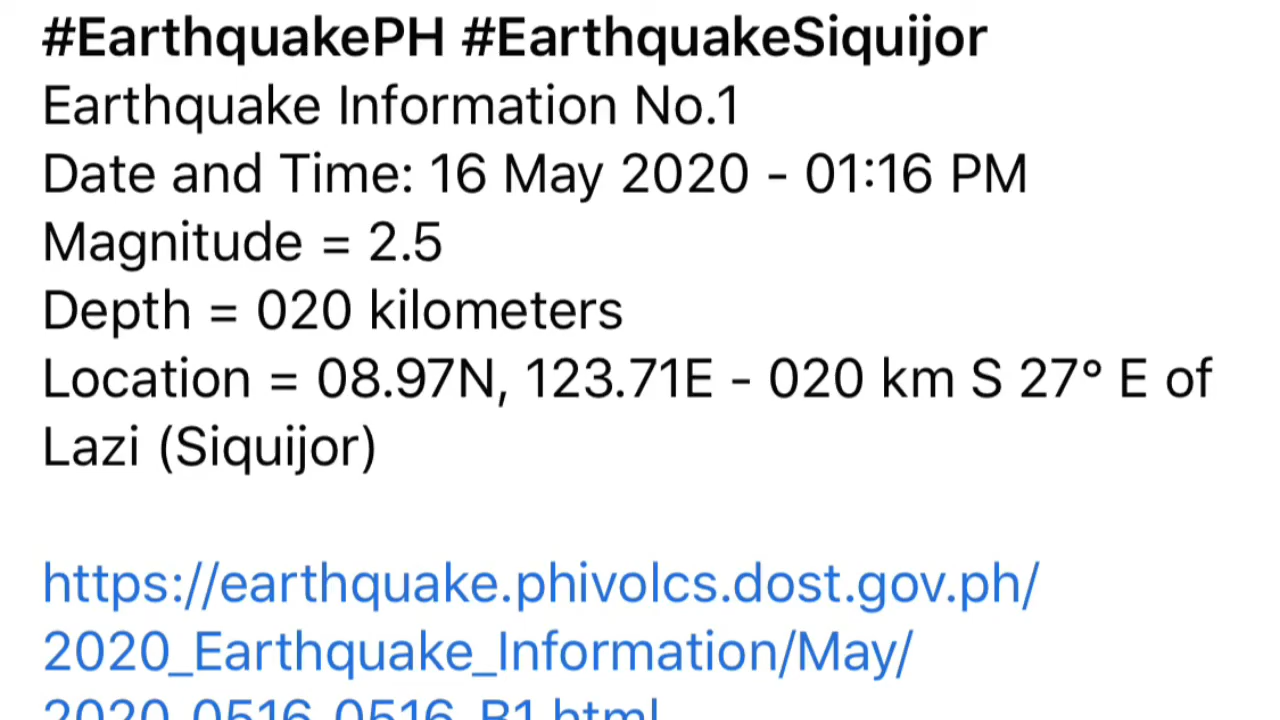 #EarthquakePH #EarthquakeSiquijor
Earthquake Information No.1
Date and Time: 16 May 2020 - 01:16 PM
Magnitude = 2.5
Depth = 020 kilometers
Location = 08.97N, 123.71E - 020 km S 27° E of
Lazi (Siquijor)
https://earthquake.phivolcs.dost.gov.ph/
2020_Earthquake_Information/May/
2020_0516_0516_B1.html